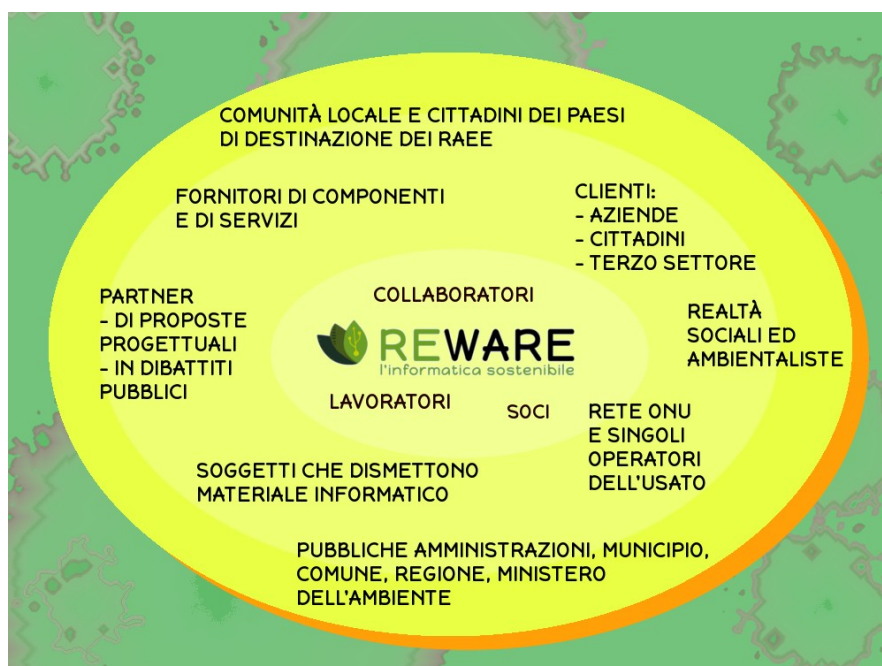 COMUNITÀ LOCALE E CITTADINI DEI PAESI
DI DESTINAZIONE DEI RAEE
FORNITORI DI COMPONENTI
E DI SERVIZI
CLIENTI:
- AZIENDE
- CITTADINI
- TERZO SETTORE
PARTNER
- DI PROPOSTE
PROGETTUALI
- IN DIBATTITI
PUBBLICI
COLLABORATORI
REWARE
l'informatica sostenibile
LAVORATORI
SOCI
REALTÀ
SOCIALI ED
AMBIENTALISTE
RETE ONU
E SINGOLI
OPERATORI
DELL'USATO
SOGGETTI CHE DISMETTONO
MATERIALE INFORMATICO
PUBBLICHE AMMINISTRAZIONI, MUNICIPIO,
COMUNE, REGIONE, MINISTERO
DELL'AMBIENTE